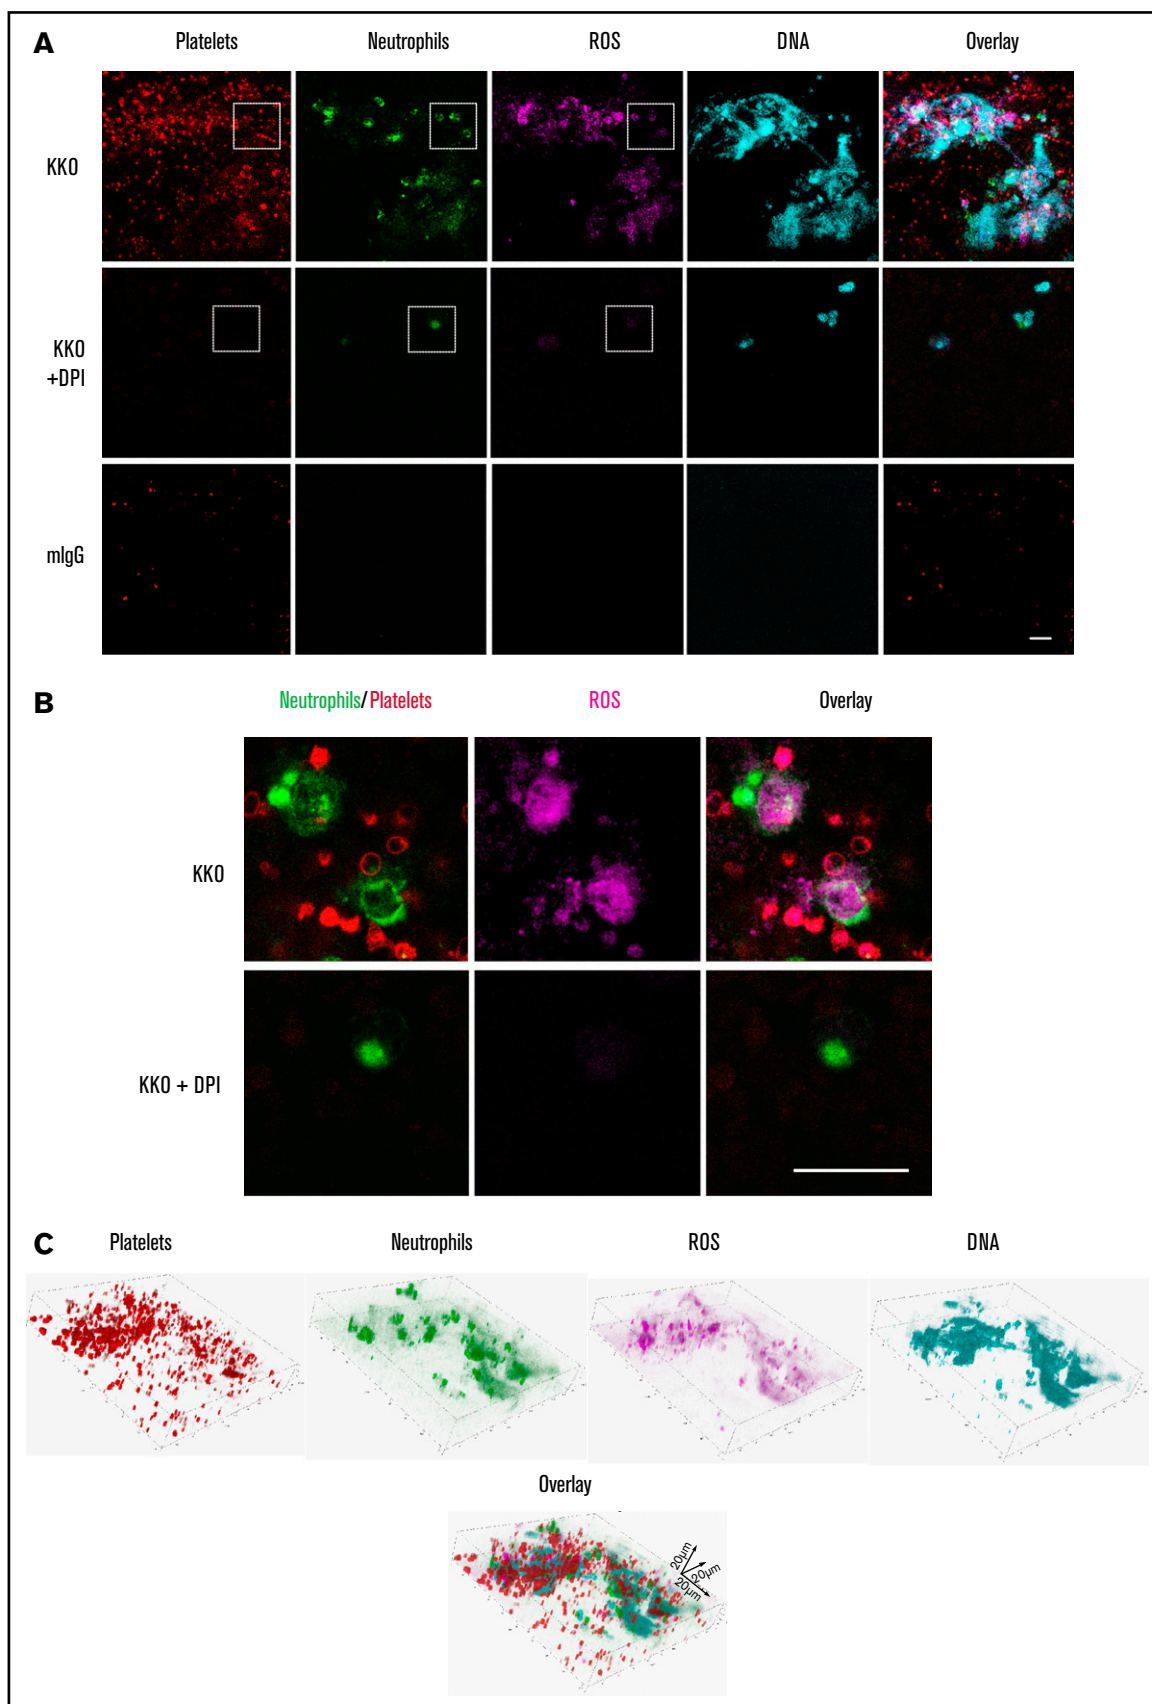 A
Platelets Neutrophils ROS DNA Overlay
KKO
KKO
+DPI
mIgG
B
Neutrophils/Platelets ROS Overlay
KKO
KKO + DPI
C
Platelets Neutrophils ROS DNA
Overlay
20μm
20μm
20μm